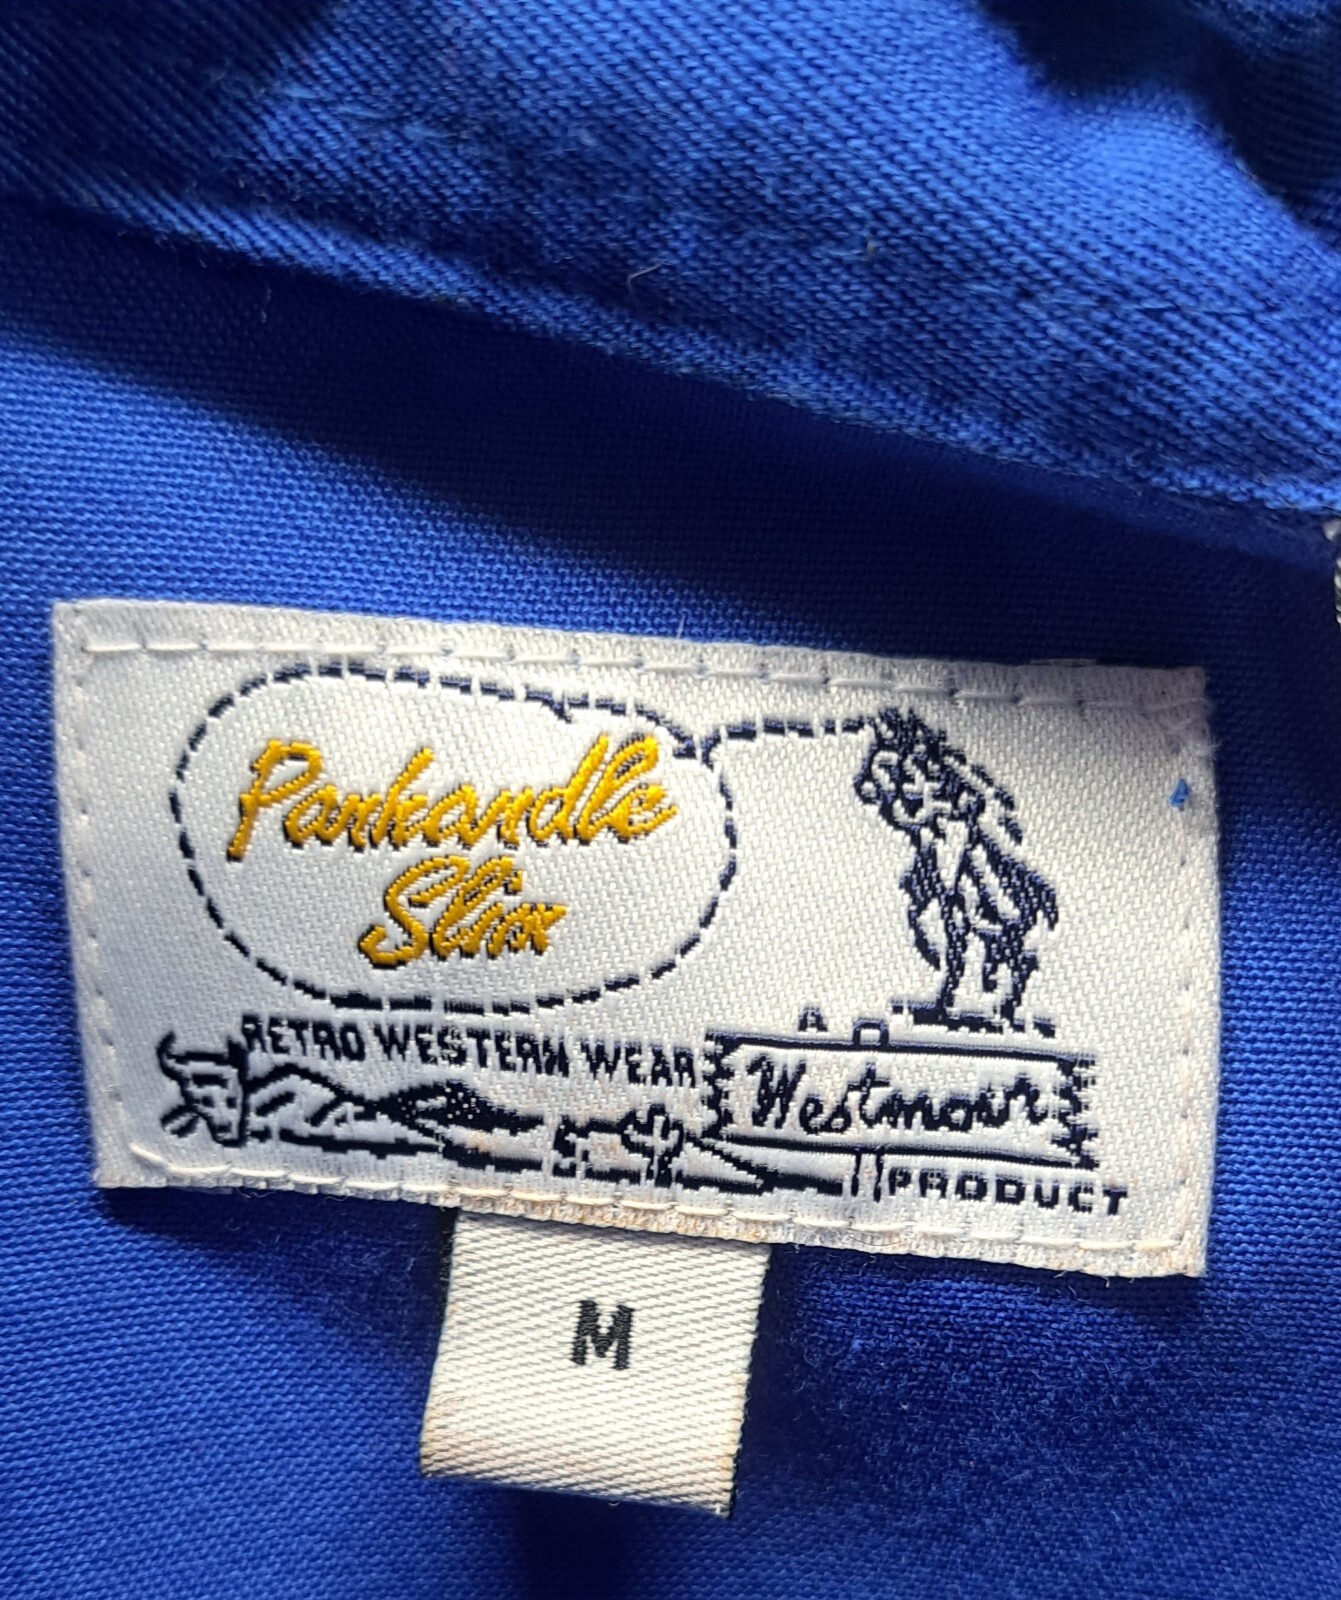 Panhandle
Slim
RETRO WESTERN WEAR
Westmoor
PRODUCT
M